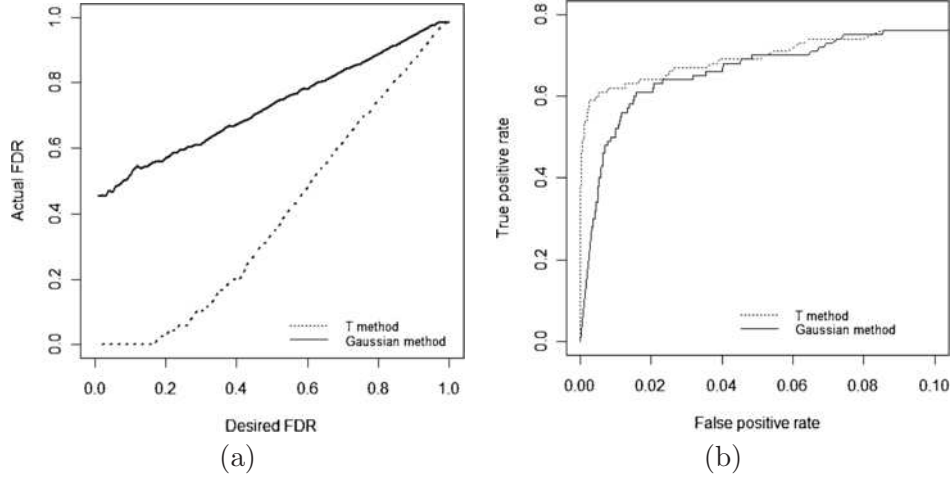 Actual FDR
1.0
0.8
0.6
0.4
0.2
0.0
T method
Gaussian method
0.0 0.2 0.4 0.6 0.8 1.0
Desired FDR
(a)
True positive rate
0.8
0.6
0.4
0.2
0.0
T method
Gaussian method
0.00 0.02 0.04 0.06 0.08 0.10
False positive rate
(b)